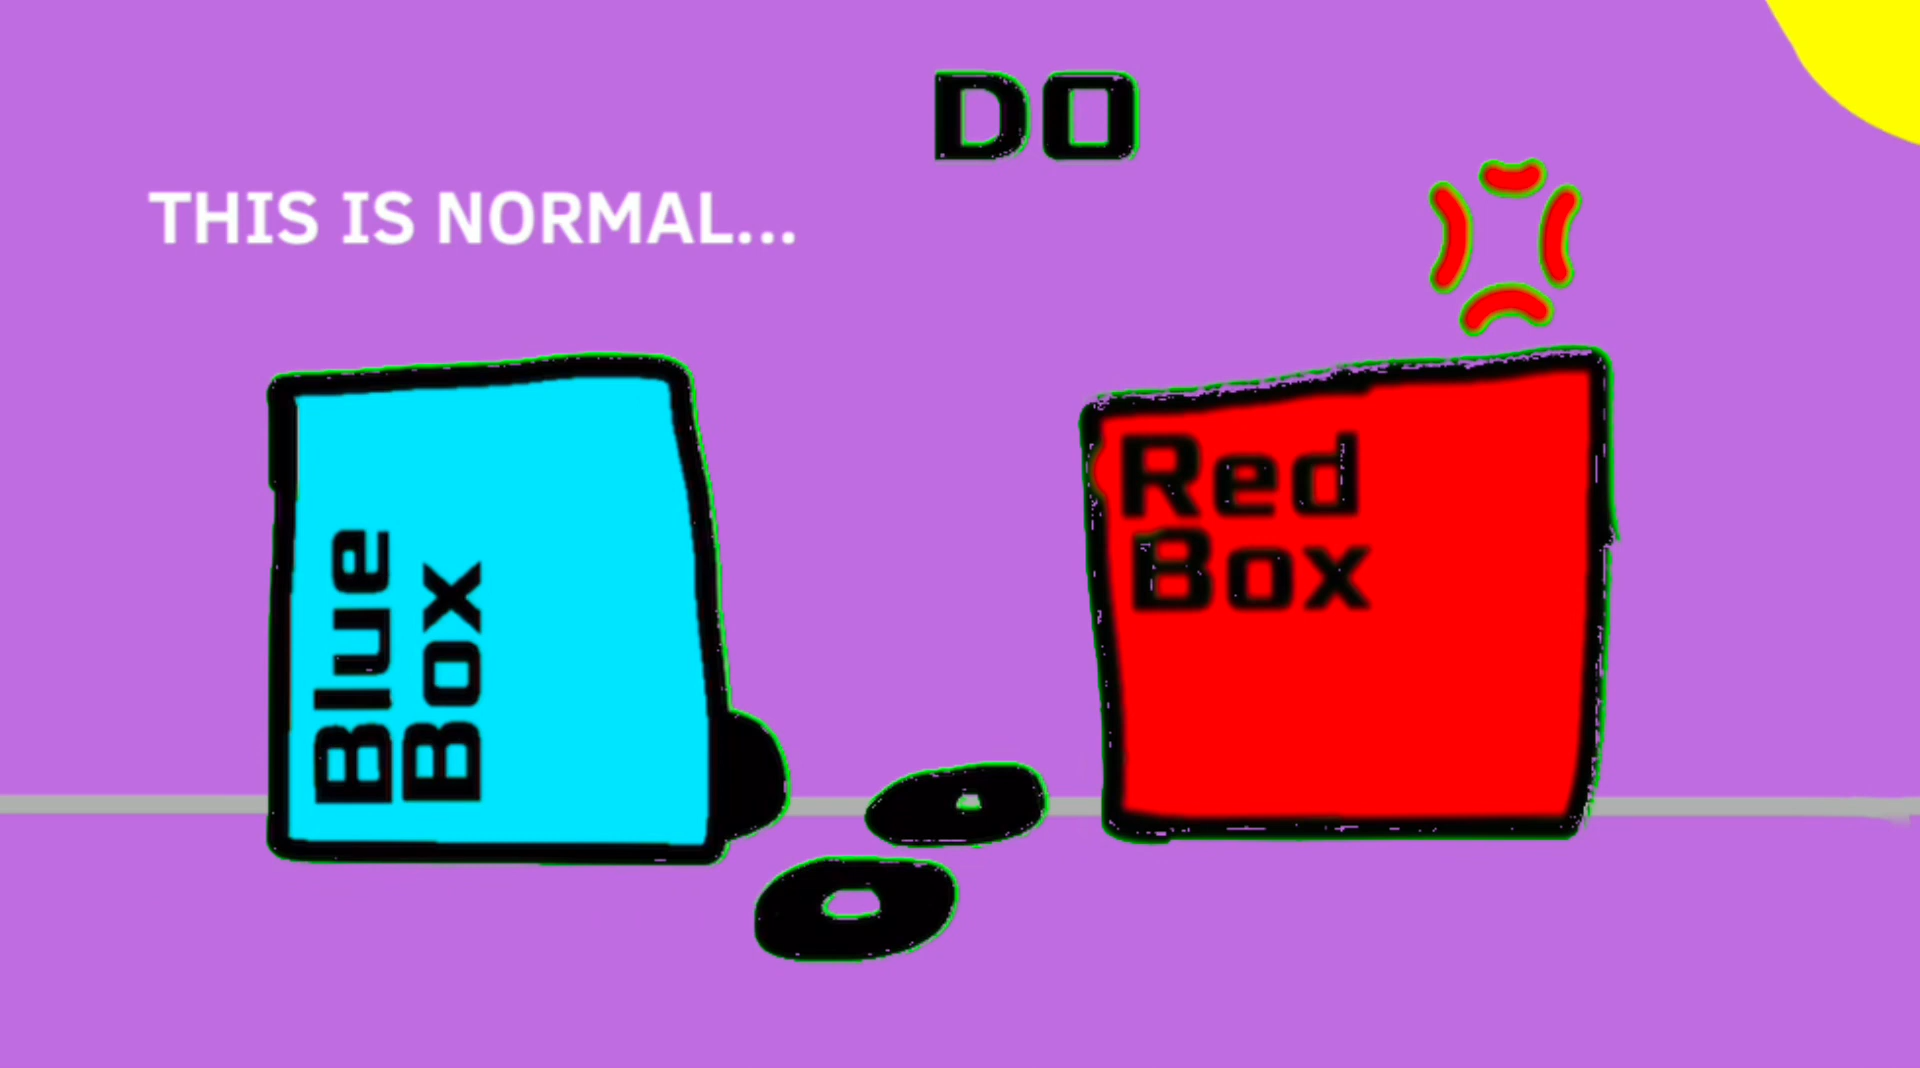 DO
THIS IS NORMAL...
Blue
Box
Red
Box